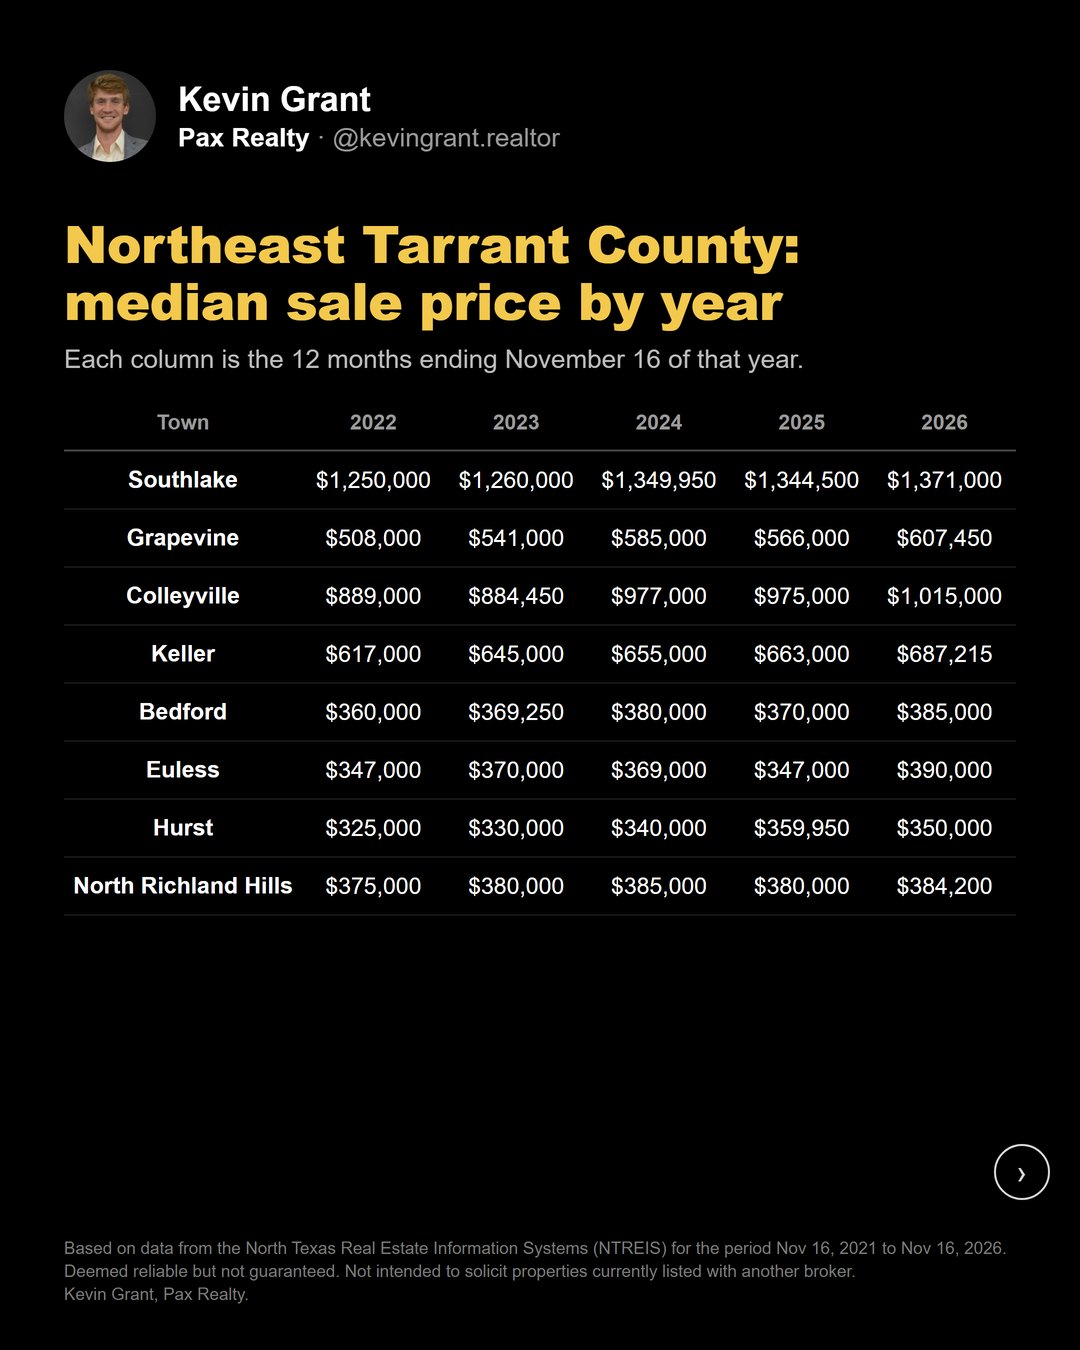 Kevin Grant
Pax Realty · @kevingrant.realtor
Northeast Tarrant County:
median sale price by year
Each column is the 12 months ending November 16 of that year.
Town 2022 2023 2024 2025 2026
Southlake $1,250,000 $1,260,000 $1,349,950 $1,344,500 $1,371,000
Grapevine $508,000 $541,000 $585,000 $566,000 $607,450
Colleyville $889,000 $884,450 $977,000 $975,000 $1,015,000
Keller $617,000 $645,000 $655,000 $663,000 $687,215
Bedford $360,000 $369,250 $380,000 $370,000 $385,000
Euless $347,000 $370,000 $369,000 $347,000 $390,000
Hurst $325,000 $330,000 $340,000 $359,950 $350,000
North Richland Hills $375,000 $380,000 $385,000 $380,000 $384,200
›
Based on data from the North Texas Real Estate Information Systems (NTREIS) for the period Nov 16, 2021 to Nov 16, 2026.
Deemed reliable but not guaranteed. Not intended to solicit properties currently listed with another broker.
Kevin Grant, Pax Realty.